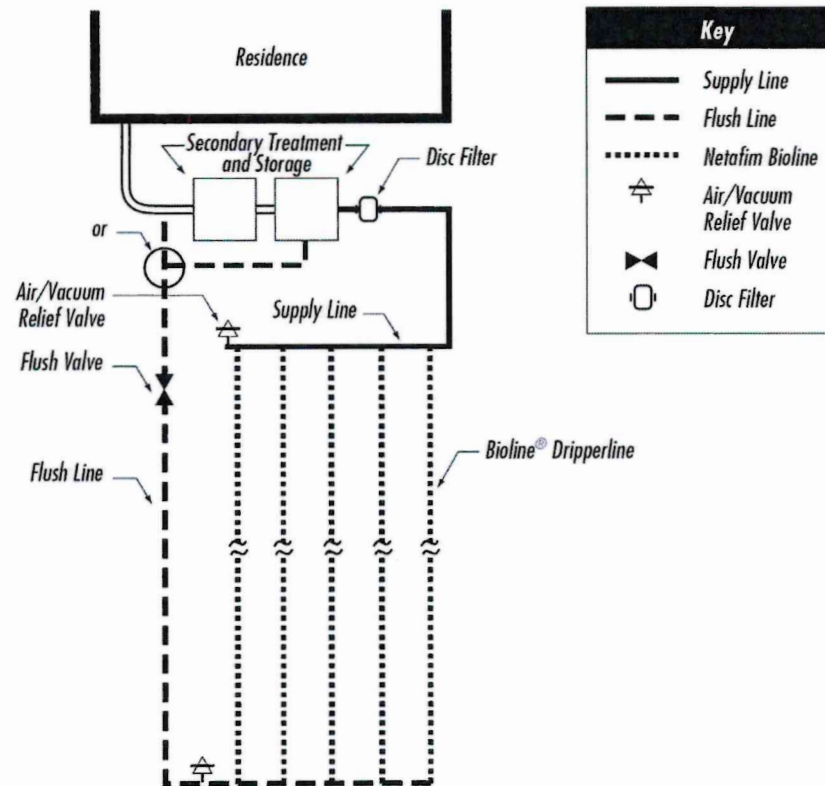 Residence
Secondary Treatment
and Storage
Disc Filter
or
Air/Vacuum
Relief Valve
Supply Line
Flush Valve
Bioline® Dripperline
Flush Line
Key
Supply Line
Flush Line
Netafim Bioline
Air/Vacuum
Relief Valve
Flush Valve
Disc Filter